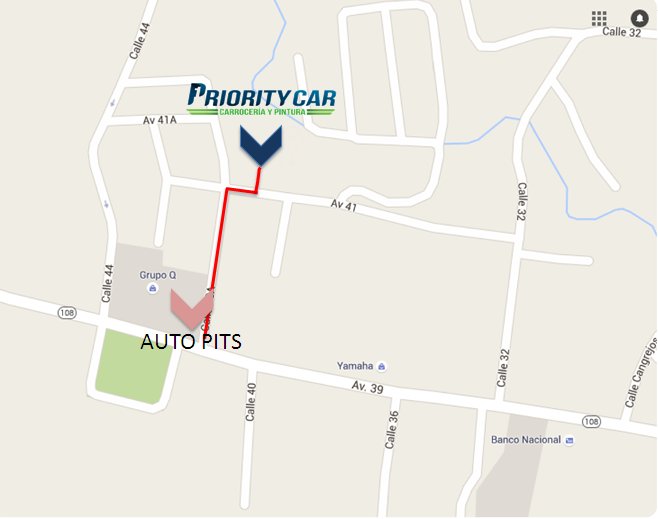 Calle 44
Calle 32
PRIORITY CAR
CARROCERÍA Y PINTURA
Av 41A
Calle 32
Av 41
Calle 44
Grupo Q
108
AUTO PITS
Calle 32
Yamaha
Calle Cangrejos
Av. 39
Calle 40
Calle 36
108
Banco Nacional